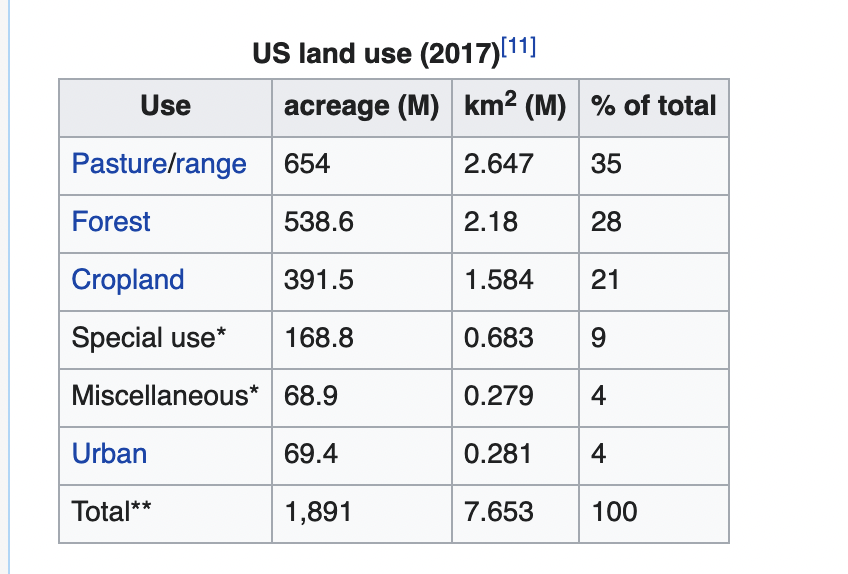 US land use (2017)[11]
Use acreage (M) km2 (M) % of total
Pasture/range 654 2.647 35
Forest 538.6 2.18 28
Cropland 391.5 1.584 21
Special use* 168.8 0.683 9
Miscellaneous* 68.9 0.279 4
Urban 69.4 0.281 4
Total** 1,891 7.653 100